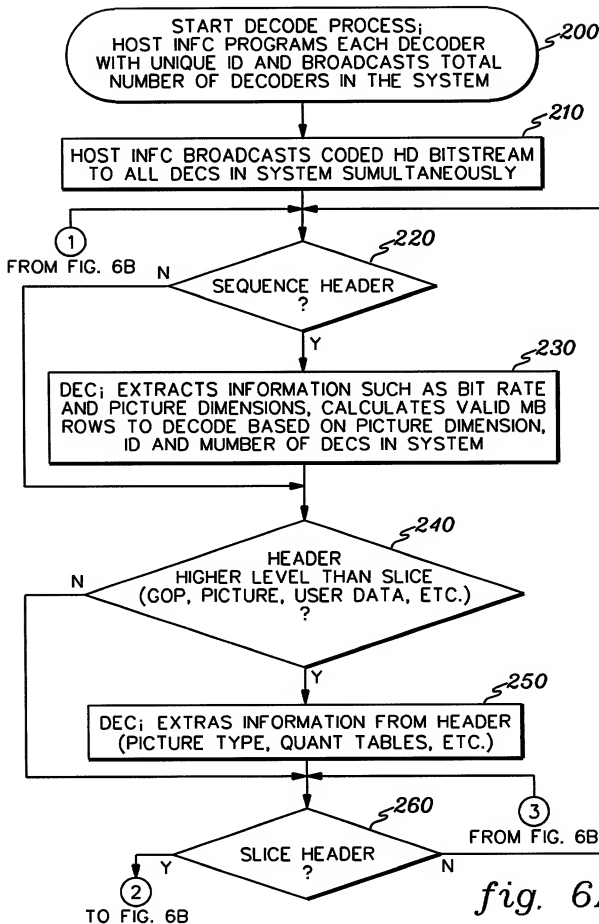 START DECODE PROCESSi
HOST INFC PROGRAMS EACH DECODER
WITH UNIQUE ID AND BROADCASTS TOTAL
NUMBER OF DECODERS IN THE SYSTEM
200
210
HOST INFC BROADCASTS CODED HD BITSTREAM
TO ALL DECS IN SYSTEM SUMULTANEOUSLY
1
FROM FIG. 6B
220
N
SEQUENCE HEADER
?
Y
230
DECi EXTRACTS INFORMATION SUCH AS BIT RATE
AND PICTURE DIMENSIONS, CALCULATES VALID MB
ROWS TO DECODE BASED ON PICTURE DIMENSION,
ID AND MUMBER OF DECS IN SYSTEM
240
N
HEADER
HIGHER LEVEL THAN SLICE
(GOP, PICTURE, USER DATA, ETC.)
?
Y
250
DECi EXTRAS INFORMATION FROM HEADER
(PICTURE TYPE, QUANT TABLES, ETC.)
260
3
FROM FIG. 6B
Y
SLICE HEADER
?
N
2
TO FIG. 6B
fig. 6A